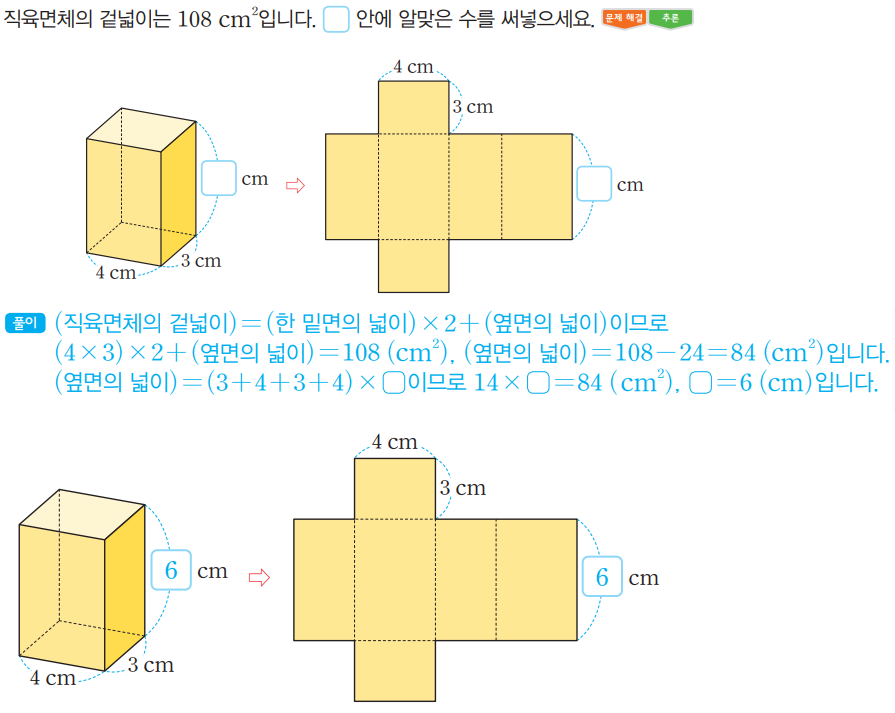 직육면체의 겉넓이는 108 cm²입니다. □ 안에 알맞은 수를 써넣으세요. 문제 해결 추론
4 cm
3 cm
□ cm
□ cm
3 cm
4 cm
풀이 (직육면체의 겉넓이)=(한 밑면의 넓이)×2+(옆면의 넓이)이므로
(4×3)×2+(옆면의 넓이)=108 (cm²), (옆면의 넓이)=108-24=84 (cm²)입니다.
(옆면의 넓이)=(3+4+3+4)×□이므로 14×□=84 (cm²), □=6 (cm)입니다.
4 cm
3 cm
6 cm
6 cm
3 cm
4 cm